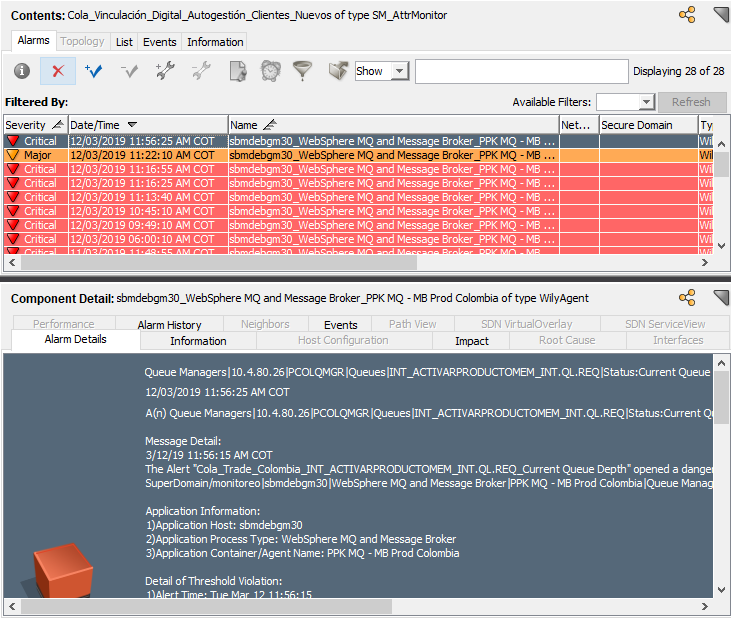 Contents: Cola_Vinculación_Digital_Autogestión_Clientes_Nuevos of type SM_AttrMonitor
Alarms Topology List Events Information
Show Displaying 28 of 28
Filtered By: Available Filters: Refresh
Severity Date/Time Name Net... Secure Domain Ty
Critical 12/03/2019 11:56:25 AM COT sbmdebgm30_WebSphere MQ and Message Broker_PPK MQ - MB ... Wil
Major 12/03/2019 11:22:10 AM COT sbmdebgm30_WebSphere MQ and Message Broker_PPK MQ - MB ... Wil
Critical 12/03/2019 11:16:55 AM COT sbmdebgm30_WebSphere MQ and Message Broker_PPK MQ - MB ... Wil
Critical 12/03/2019 11:16:25 AM COT sbmdebgm30_WebSphere MQ and Message Broker_PPK MQ - MB ... Wil
Critical 12/03/2019 11:13:40 AM COT sbmdebgm30_WebSphere MQ and Message Broker_PPK MQ - MB ... Wil
Critical 12/03/2019 10:45:10 AM COT sbmdebgm30_WebSphere MQ and Message Broker_PPK MQ - MB ... Wil
Critical 12/03/2019 09:49:10 AM COT sbmdebgm30_WebSphere MQ and Message Broker_PPK MQ - MB ... Wil
Critical 12/03/2019 06:00:10 AM COT sbmdebgm30_WebSphere MQ and Message Broker_PPK MQ - MB ... Wil
Critical 11/03/2019 11:48:55 AM COT sbmdebgm30_WebSphere MQ and Message Broker_PPK MQ - MB ... Wil
Component Detail: sbmdebgm30_WebSphere MQ and Message Broker_PPK MQ - MB Prod Colombia of type WilyAgent
Performance Alarm History Neighbors Events Path View SDN VirtualOverlay SDN ServiceView
Alarm Details Information Host Configuration Impact Root Cause Interfaces
Queue Managers|10.4.80.26|PCOLQMGR|Queues|INT_ACTIVARPRODUCTOMEM_INT.QL.REQ|Status:Current Queue
12/03/2019 11:56:25 AM COT
A(n) Queue Managers|10.4.80.26|PCOLQMGR|Queues|INT_ACTIVARPRODUCTOMEM_INT.QL.REQ|Status:Current Qu
Message Detail:
3/12/19 11:56:15 AM COT
The Alert "Cola_Trade_Colombia_INT_ACTIVARPRODUCTOMEM_INT.QL.REQ_Current Queue Depth" opened a danger
SuperDomain/monitoreo|sbmdebgm30|WebSphere MQ and Message Broker|PPK MQ - MB Prod Colombia|Queue Manag
Application Information:
1)Application Host: sbmdebgm30
2)Application Process Type: WebSphere MQ and Message Broker
3)Application Container/Agent Name: PPK MQ - MB Prod Colombia
Detail of Threshold Violation:
1)Alert Time: Tue Mar 12 11:56:15